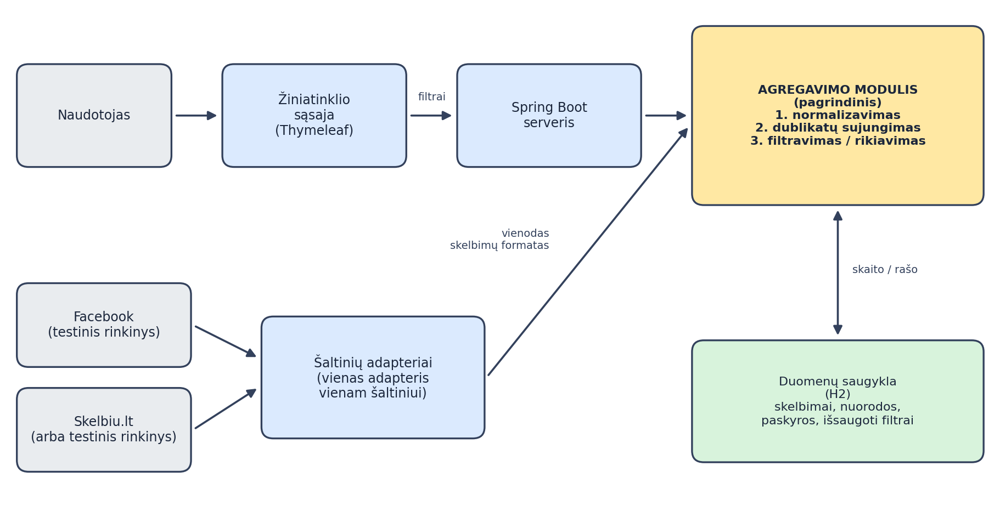 Naudotojas
Žiniatinklio
sąsaja
(Thymeleaf)
filtrai
Spring Boot
serveris
AGREGAVIMO MODULIS
(pagrindinis)
1. normalizavimas
2. dublikatų sujungimas
3. filtravimas / rikiavimas
vienodas
skelbimų formatas
skaito / rašo
Facebook
(testinis rinkinys)
Šaltinių adapteriai
(vienas adapteris
vienam šaltiniui)
Skelbiu.lt
(arba testinis rinkinys)
Duomenų saugykla
(H2)
skelbimai, nuorodos,
paskyros, išsaugoti filtrai